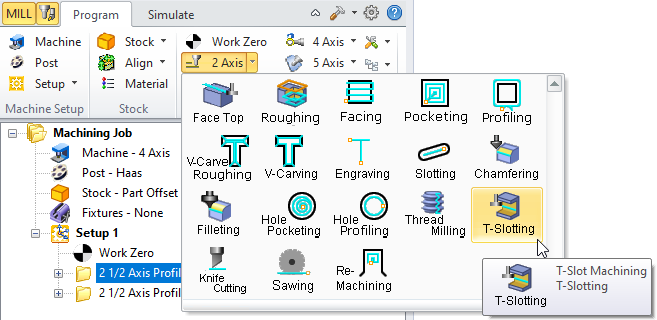 MILL Program Simulate
Machine Stock Work Zero 4 Axis
Post Align 2 Axis 5 Axis
Setup Material
Machine Setup Stock
Face Top Roughing Facing Pocketing Profiling
V-Carve Roughing V-Carving Engraving Slotting Chamfering
Filleting Hole Pocketing Hole Profiling Thread Milling T-Slotting
Knife Cutting Sawing Re-Machining
Machining Job
Machine - 4 Axis
Post - Haas
Stock - Part Offset
Fixtures - None
Setup 1
Work Zero
2 1/2 Axis Profil
2 1/2 Axis Profil
T-Slot Machining
T-Slotting
T-Slotting